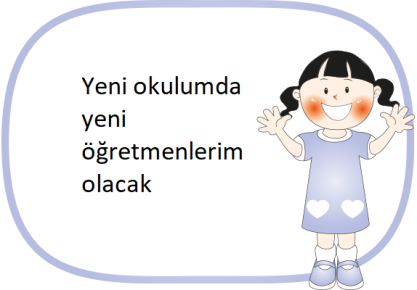 Yeni okulumda
yeni
öğretmenlerim
olacak